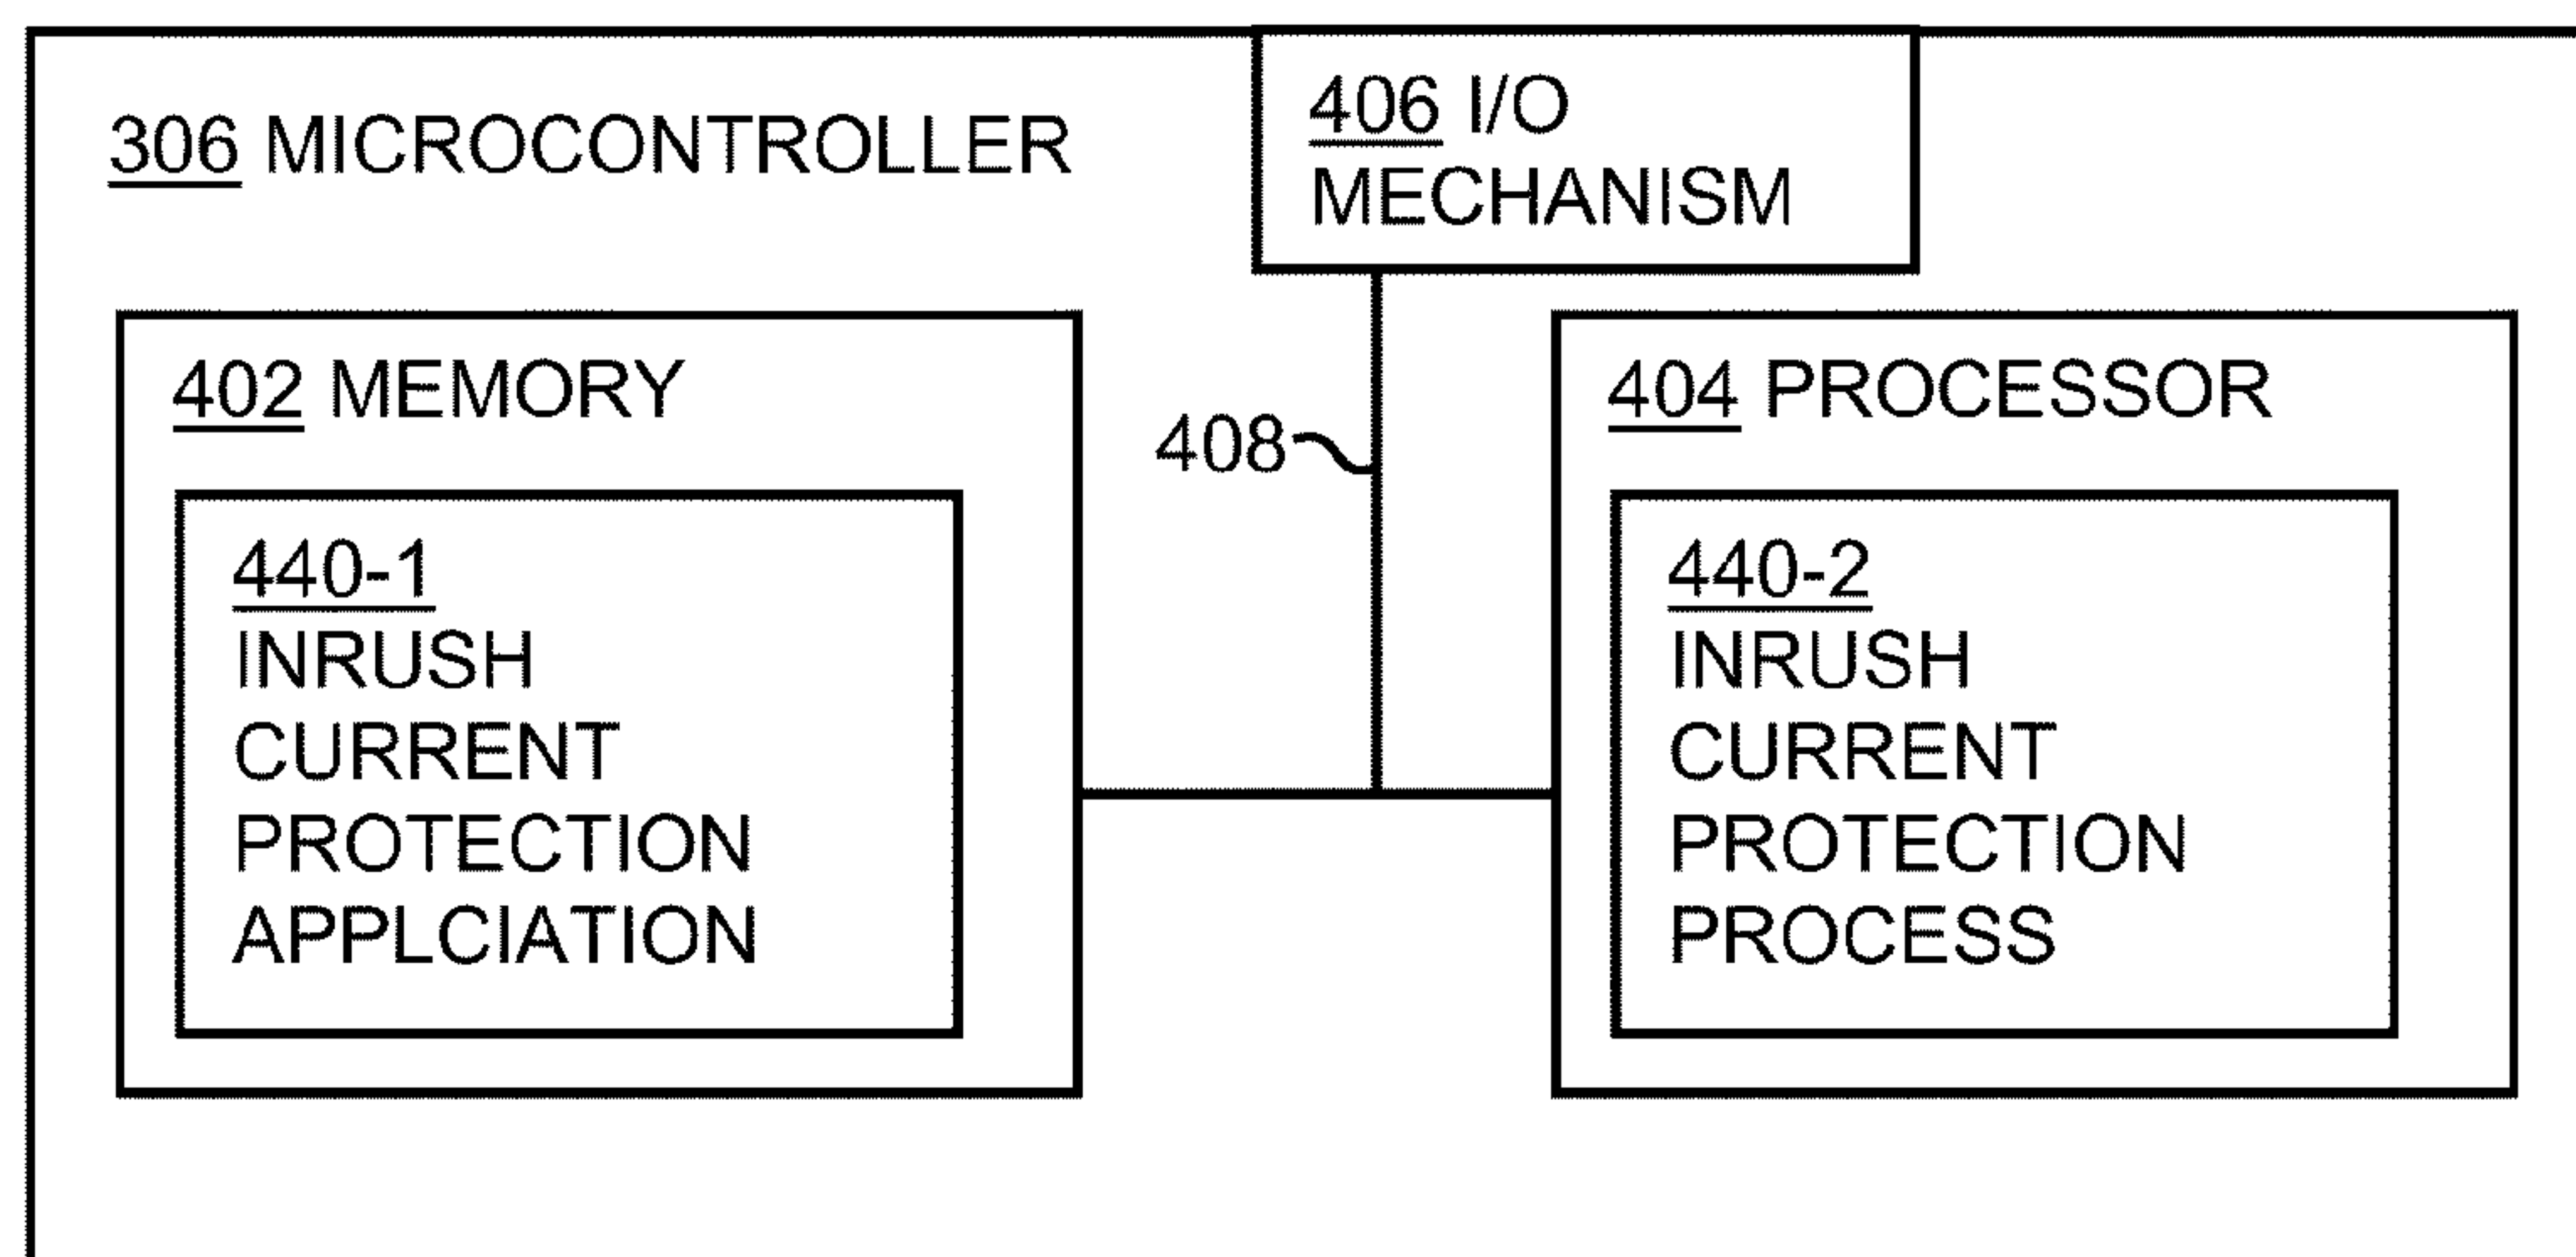 306 MICROCONTROLLER
406 I/O
MECHANISM
402 MEMORY
440-1
INRUSH
CURRENT
PROTECTION
APPLCIATION
408
404 PROCESSOR
440-2
INRUSH
CURRENT
PROTECTION
PROCESS